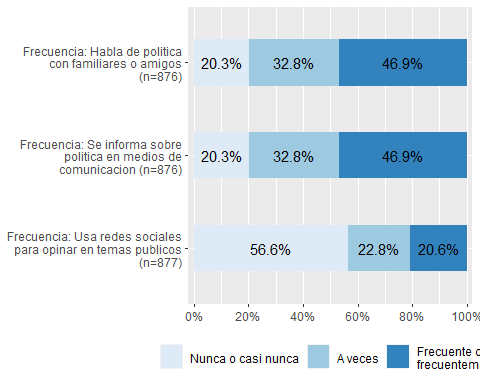 Frecuencia: Habla de politica
con familiares o amigos
(n=876)
20.3% 32.8% 46.9%
Frecuencia: Se informa sobre
politica en medios de
comunicacion (n=876)
20.3% 32.8% 46.9%
Frecuencia: Usa redes sociales
para opinar en temas publicos
(n=877)
56.6% 22.8% 20.6%
0% 20% 40% 60% 80% 100%
Nunca o casi nunca
A veces
Frecuente